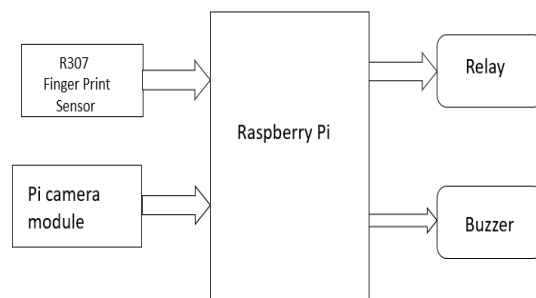 R307
Finger Print
Sensor
Pi camera
module
Raspberry Pi
Relay
Buzzer